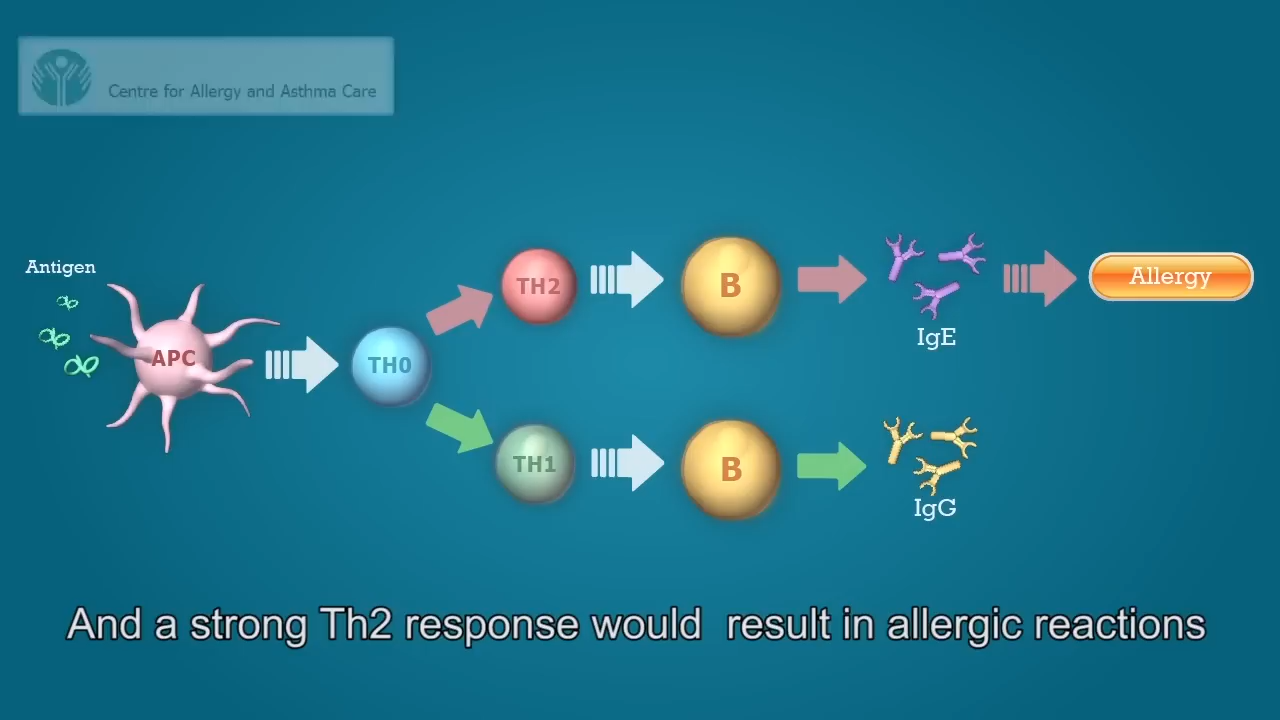 Centre for Allergy and Asthma Care
Antigen
APC
TH0
TH2
B
IgE
Allergy
TH1
B
IgG
And a strong Th2 response would  result in allergic reactions